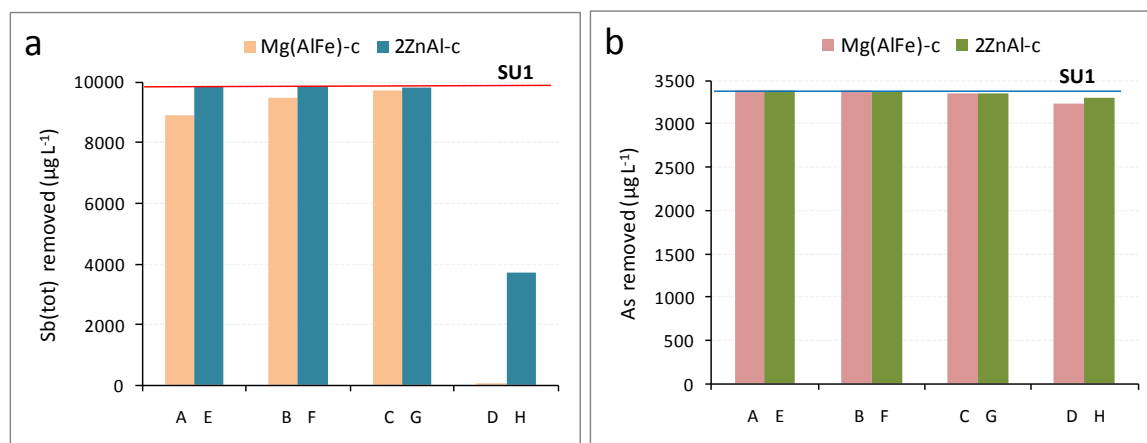 a
Mg(AlFe)-c 2ZnAl-c
SU1
Sb(tot) removed (µg L⁻¹)
10000
8000
6000
4000
2000
0
A E B F C G D H
b
Mg(AlFe)-c 2ZnAl-c
SU1
As removed (µg L⁻¹)
3500
3000
2500
2000
1500
1000
500
0
A E B F C G D H